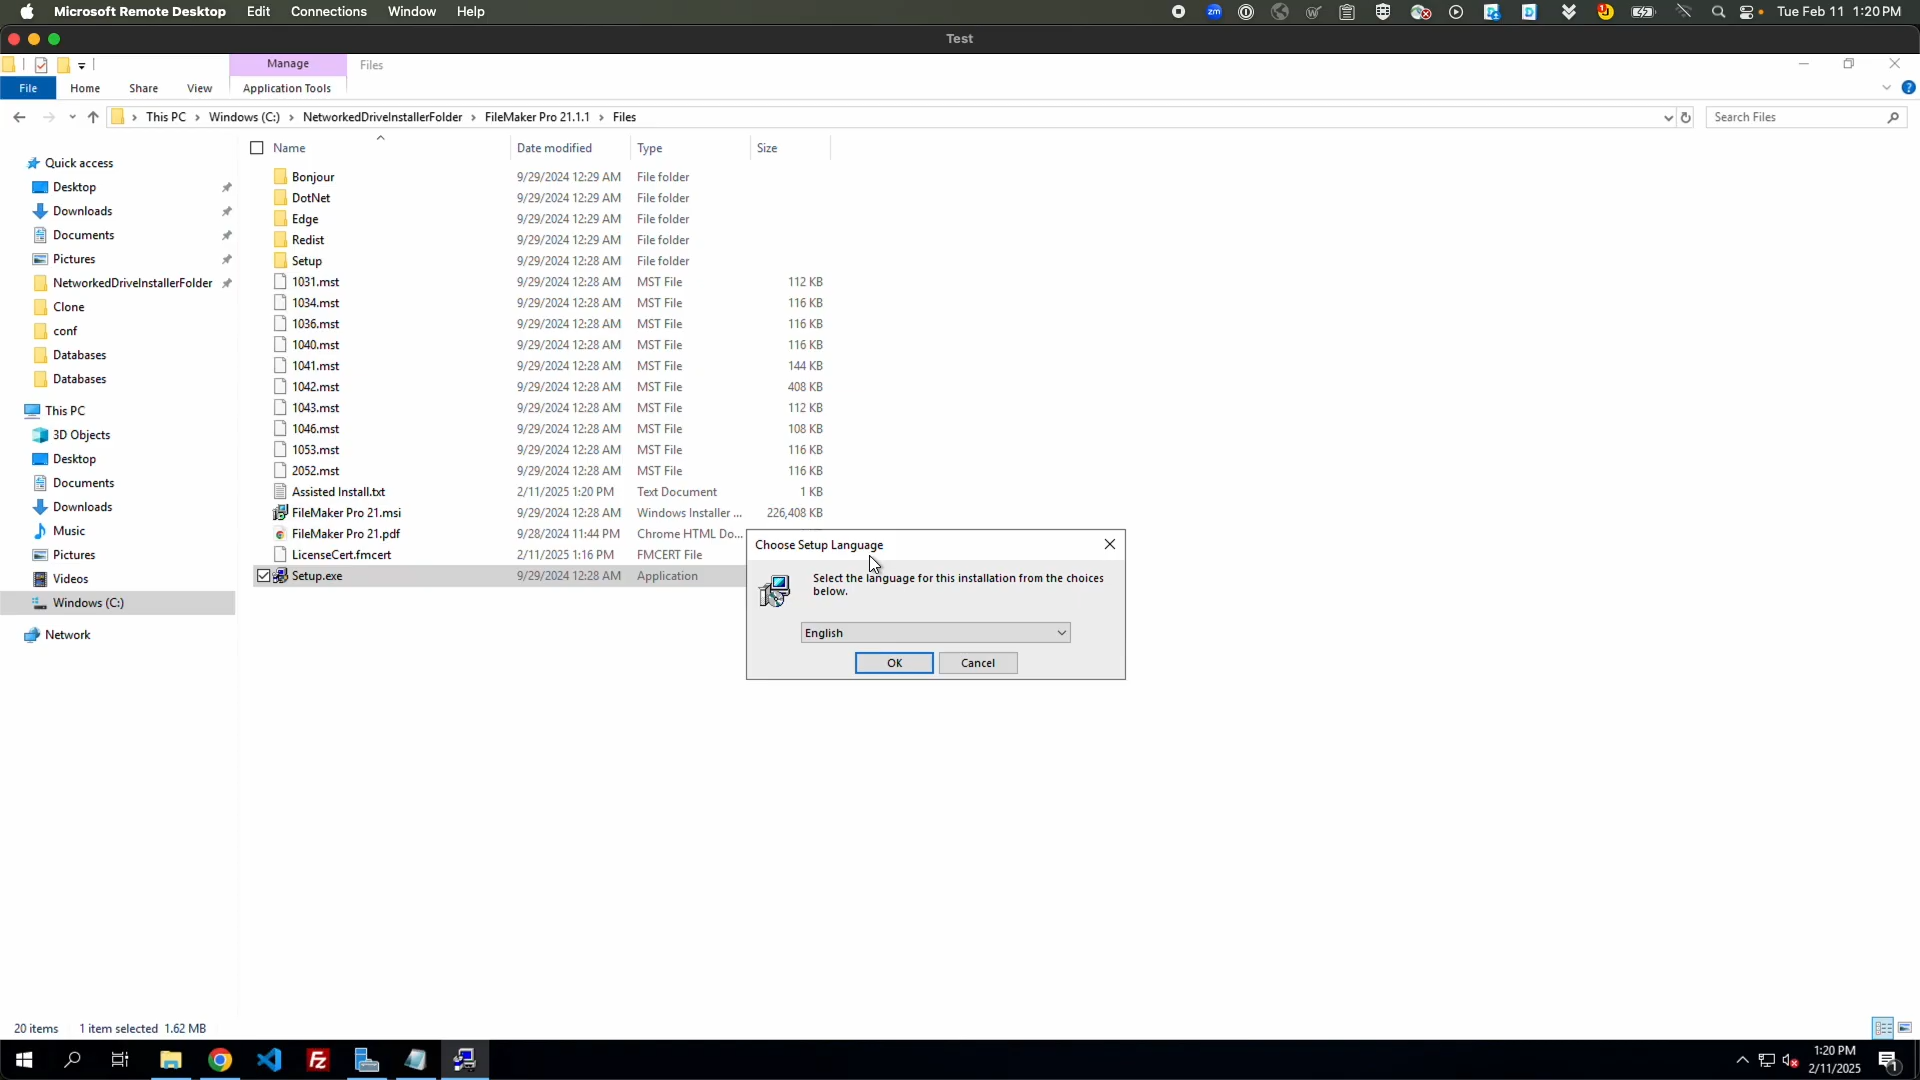 Microsoft Remote Desktop Edit Connections Window Help
zm
Tue Feb 11 1:20 PM
Test
Manage Files
File Home Share View Application Tools
This PC > Windows (C:) > NetworkedDriveInstallerFolder > FileMaker Pro 21.1.1 > Files
Search Files
Name Date modified Type Size
Quick access
Desktop
Downloads
Documents
Pictures
NetworkedDriveInstallerFolder
Clone
conf
Databases
Databases
This PC
3D Objects
Desktop
Documents
Downloads
Music
Pictures
Videos
Windows (C:)
Network
Bonjour 9/29/2024 12:29 AM File folder
DotNet 9/29/2024 12:29 AM File folder
Edge 9/29/2024 12:29 AM File folder
Redist 9/29/2024 12:29 AM File folder
Setup 9/29/2024 12:28 AM File folder
1031.mst 9/29/2024 12:28 AM MST File 112 KB
1034.mst 9/29/2024 12:28 AM MST File 116 KB
1036.mst 9/29/2024 12:28 AM MST File 116 KB
1040.mst 9/29/2024 12:28 AM MST File 116 KB
1041.mst 9/29/2024 12:28 AM MST File 144 KB
1042.mst 9/29/2024 12:28 AM MST File 408 KB
1043.mst 9/29/2024 12:28 AM MST File 112 KB
1046.mst 9/29/2024 12:28 AM MST File 108 KB
1053.mst 9/29/2024 12:28 AM MST File 116 KB
2052.mst 9/29/2024 12:28 AM MST File 116 KB
Assisted Install.txt 2/11/2025 1:20 PM Text Document 1 KB
FileMaker Pro 21.msi 9/29/2024 12:28 AM Windows Installer ... 226,408 KB
FileMaker Pro 21.pdf 9/28/2024 11:44 PM Chrome HTML Do...
LicenseCert.fmcert 2/11/2025 1:16 PM FMCERT File
Setup.exe 9/29/2024 12:28 AM Application
Choose Setup Language
Select the language for this installation from the choices
below.
English
OK Cancel
20 items 1 item selected 1.62 MB
1:20 PM
2/11/2025
1